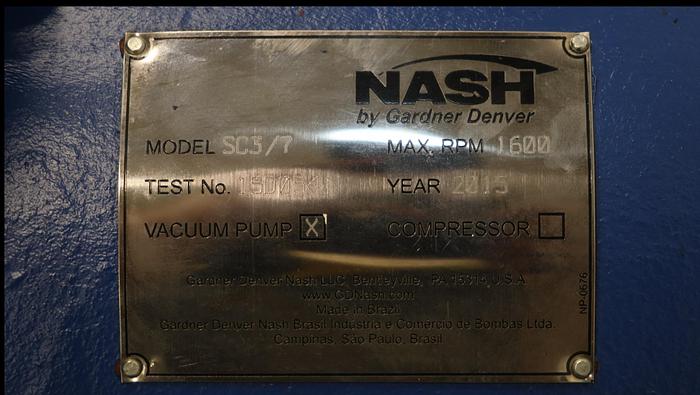 NASH
by Gardner Denver
MODEL SC3/7 MAX. RPM 1600
TEST No. YEAR 2015
VACUUM PUMP X COMPRESSOR
Gardner Denver Nash LLC, Bentleyville, PA 15314, U.S.A
www.GDNash.com
Made in Brazil
Gardner Denver Nash Brasil Industria e Comercio de Bombas Ltda.
Campinas, São Paulo, Brasil
NP-0676